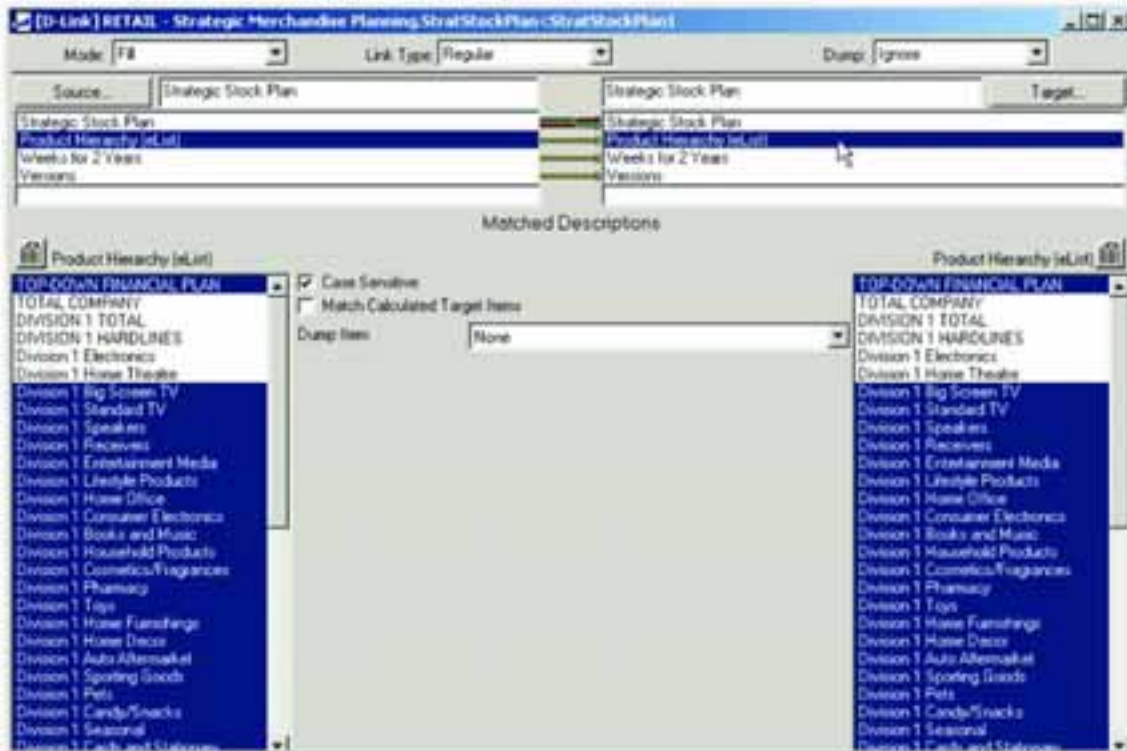 [D-Link] RETAIL - Strategic Merchandise Planning.StratStockPlan<StratStockPlan1
Mode: Fill Link Type: Regular Dump: Ignore
Source... Strategic Stock Plan Strategic Stock Plan Target...
Strategic Stock Plan Strategic Stock Plan
Product Hierarchy (eList) Product Hierarchy (eList)
Weeks for 2 Years Weeks for 2 Years
Versions Versions
Matched Descriptions
Product Hierarchy (eList) Product Hierarchy (eList)
Case Sensitive
Match Calculated Target Items
Dump Item None
TOP-DOWN FINANCIAL PLAN
TOTAL COMPANY
DIVISION 1 TOTAL
DIVISION 1 HARDLINES
Division 1 Electronics
Division 1 Home Theatre
Division 1 Big Screen TV
Division 1 Standard TV
Division 1 Speakers
Division 1 Receivers
Division 1 Entertainment Media
Division 1 Lifestyle Products
Division 1 Home Office
Division 1 Consumer Electronics
Division 1 Books and Music
Division 1 Household Products
Division 1 Cosmetics/Fragrances
Division 1 Pharmacy
Division 1 Toys
Division 1 Home Furnishings
Division 1 Home Decor
Division 1 Auto Aftermarket
Division 1 Sporting Goods
Division 1 Pets
Division 1 Candy/Snacks
Division 1 Seasonal
TOP-DOWN FINANCIAL PLAN
TOTAL COMPANY
DIVISION 1 TOTAL
DIVISION 1 HARDLINES
Division 1 Electronics
Division 1 Home Theatre
Division 1 Big Screen TV
Division 1 Standard TV
Division 1 Speakers
Division 1 Receivers
Division 1 Entertainment Media
Division 1 Lifestyle Products
Division 1 Home Office
Division 1 Consumer Electronics
Division 1 Books and Music
Division 1 Household Products
Division 1 Cosmetics/Fragrances
Division 1 Pharmacy
Division 1 Toys
Division 1 Home Furnishings
Division 1 Home Decor
Division 1 Auto Aftermarket
Division 1 Sporting Goods
Division 1 Pets
Division 1 Candy/Snacks
Division 1 Seasonal